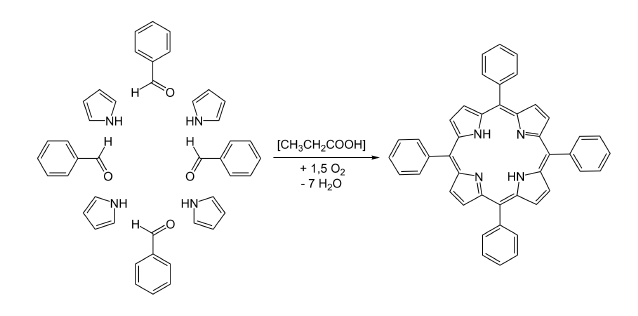 H O
NH HN
[CH₃CH₂COOH]
H H
O O
+ 1,5 O₂
- 7 H₂O
NH HN
H O
NH N
N HN